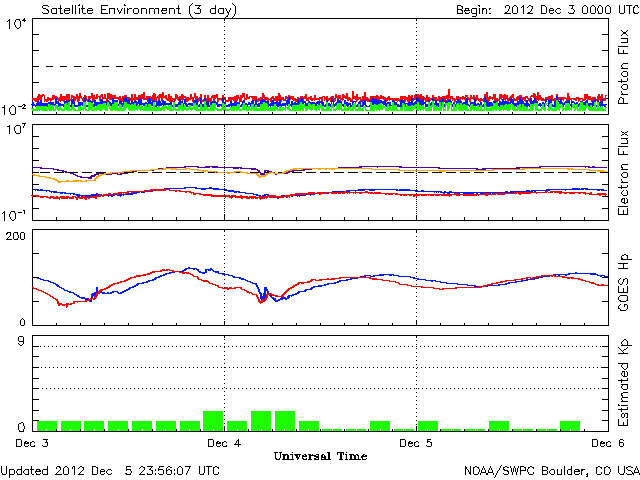 Satellite Environment (3 day) Begin: 2012 Dec 3 0000 UTC
10⁴
10⁻²
Proton Flux
10⁷
10⁻¹
Electron Flux
200
0
GOES Hp
9
0
Estimated Kp
Dec 3 Dec 4 Dec 5 Dec 6
Universal Time
Updated 2012 Dec 5 23:56:07 UTC NOAA/SWPC Boulder, CO USA